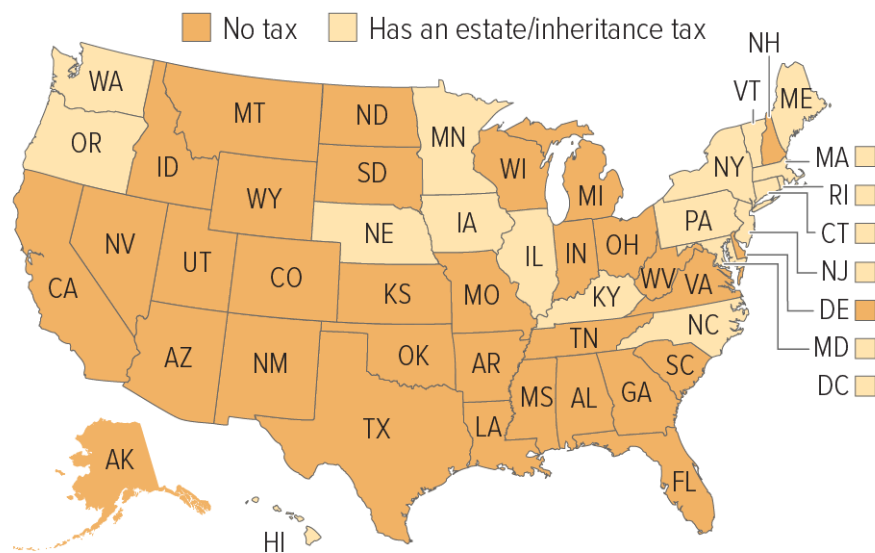 No tax
Has an estate/inheritance tax
NH
WA
VT
ME
MT
ND
MN
OR
NY
MA
ID
SD
WI
MI
RI
WY
PA
CT
IA
NE
NV
IL
IN
OH
NJ
UT
CO
WV
VA
CA
KS
MO
KY
DE
NC
TN
MD
AZ
NM
OK
AR
SC
DC
MS
AL
GA
TX
LA
AK
FL
HI